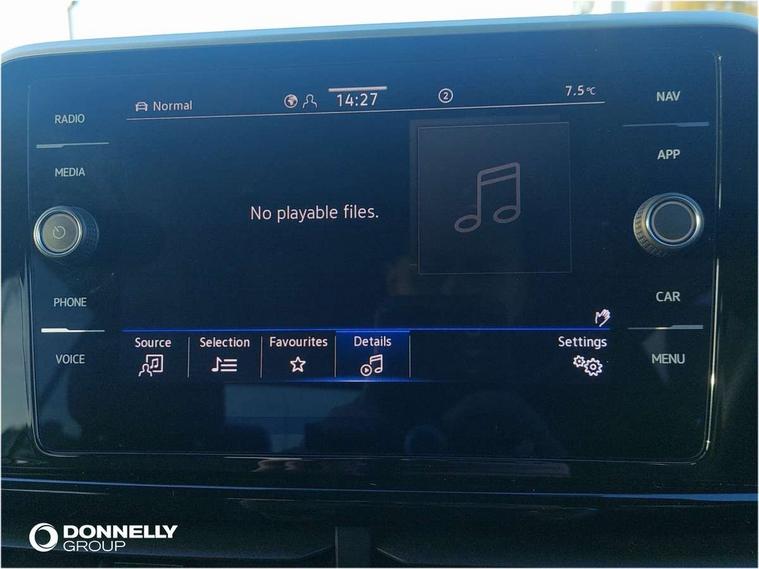 Normal
14:27
2
7.5°C
RADIO
MEDIA
PHONE
VOICE
NAV
APP
CAR
MENU
No playable files.
Source
Selection
Favourites
Details
Settings
DONNELLY
GROUP